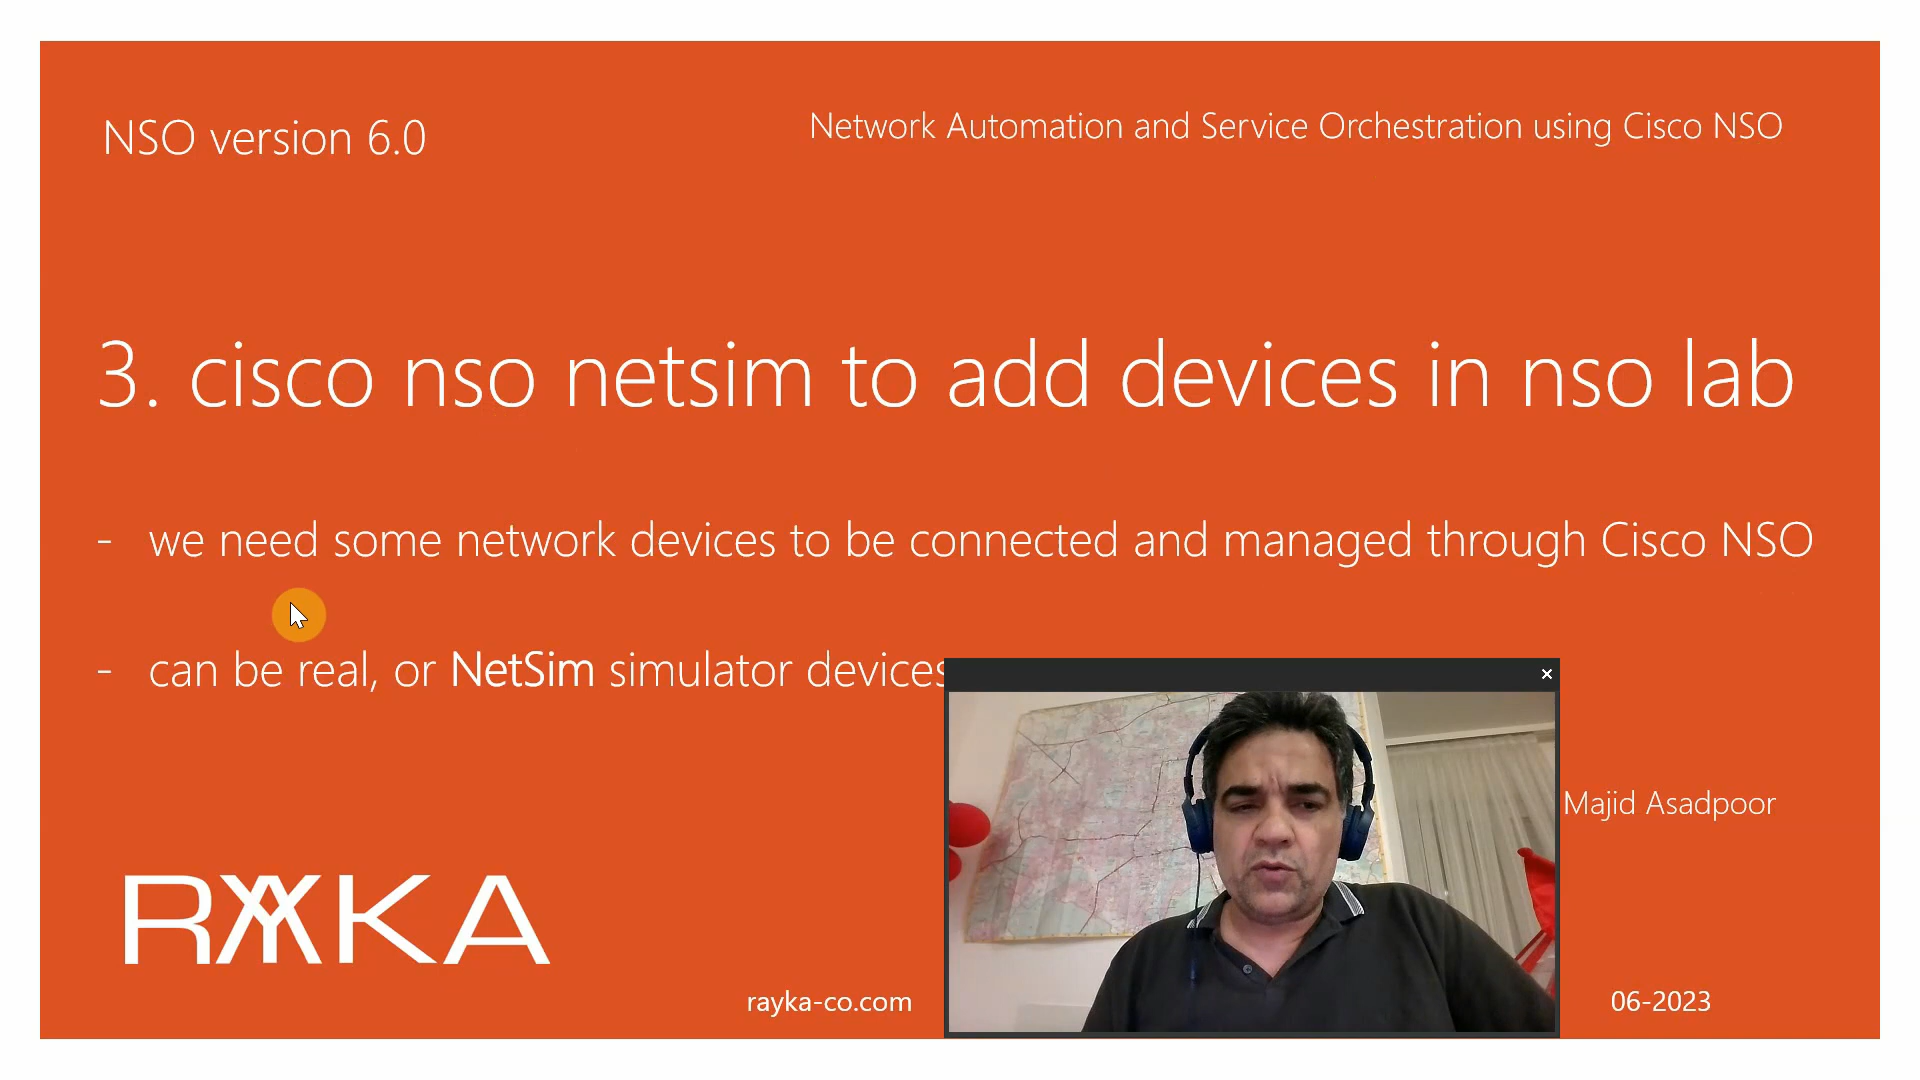 NSO version 6.0
Network Automation and Service Orchestration using Cisco NSO
3. cisco nso netsim to add devices in nso lab
- we need some network devices to be connected and managed through Cisco NSO
- can be real, or NetSim simulator devices
Majid Asadpoor
RAYKA
rayka-co.com
06-2023